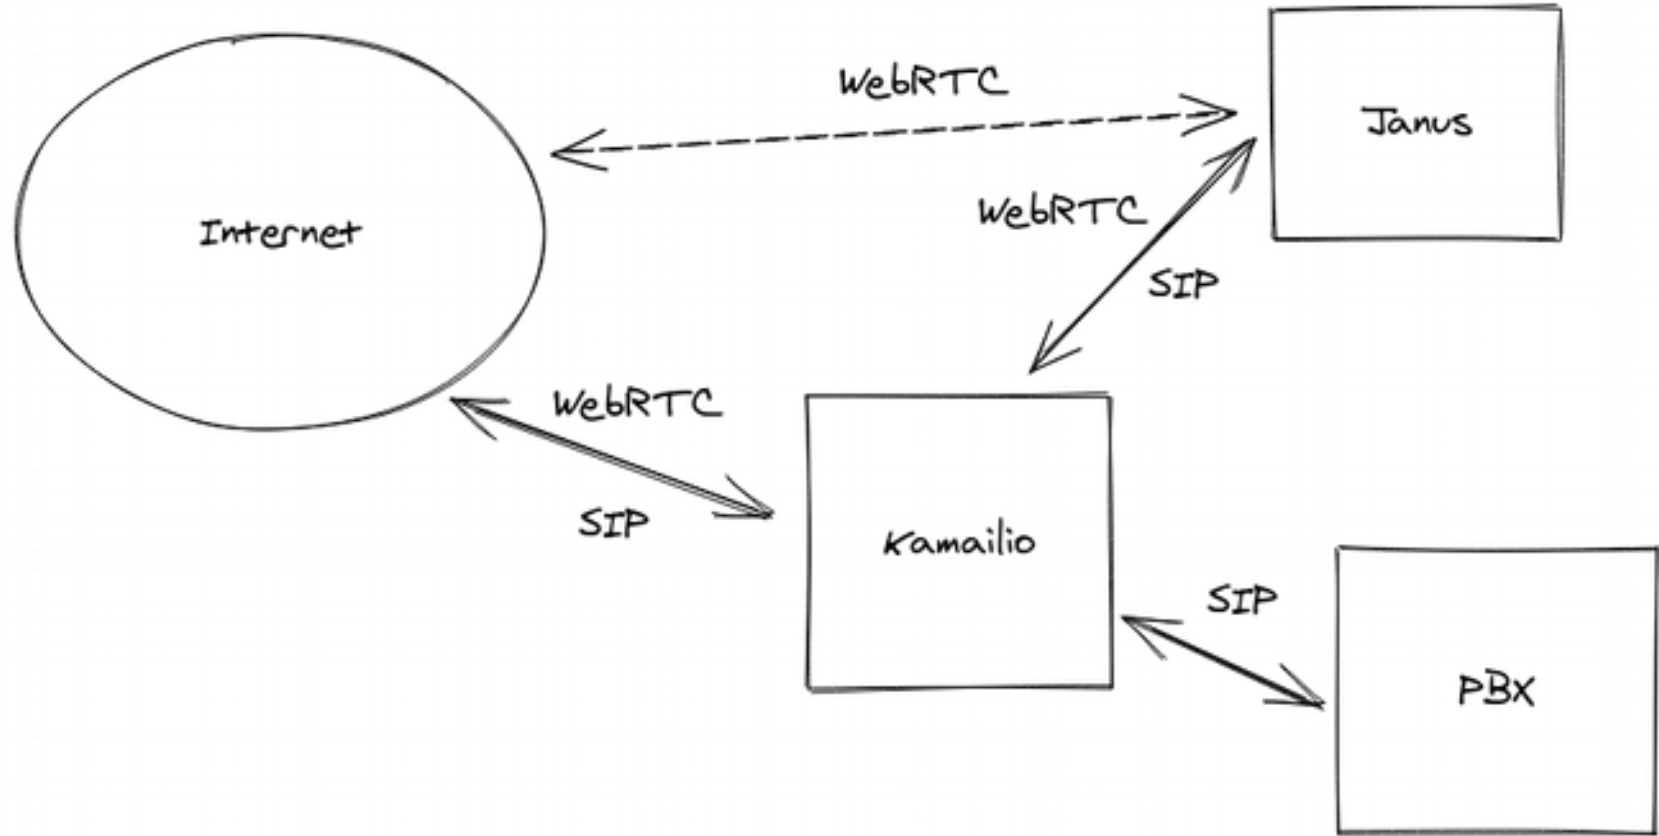 WebRTC
Janus
WebRTC
Internet
SIP
WebRTC
SIP
Kamailio
SIP
PBX